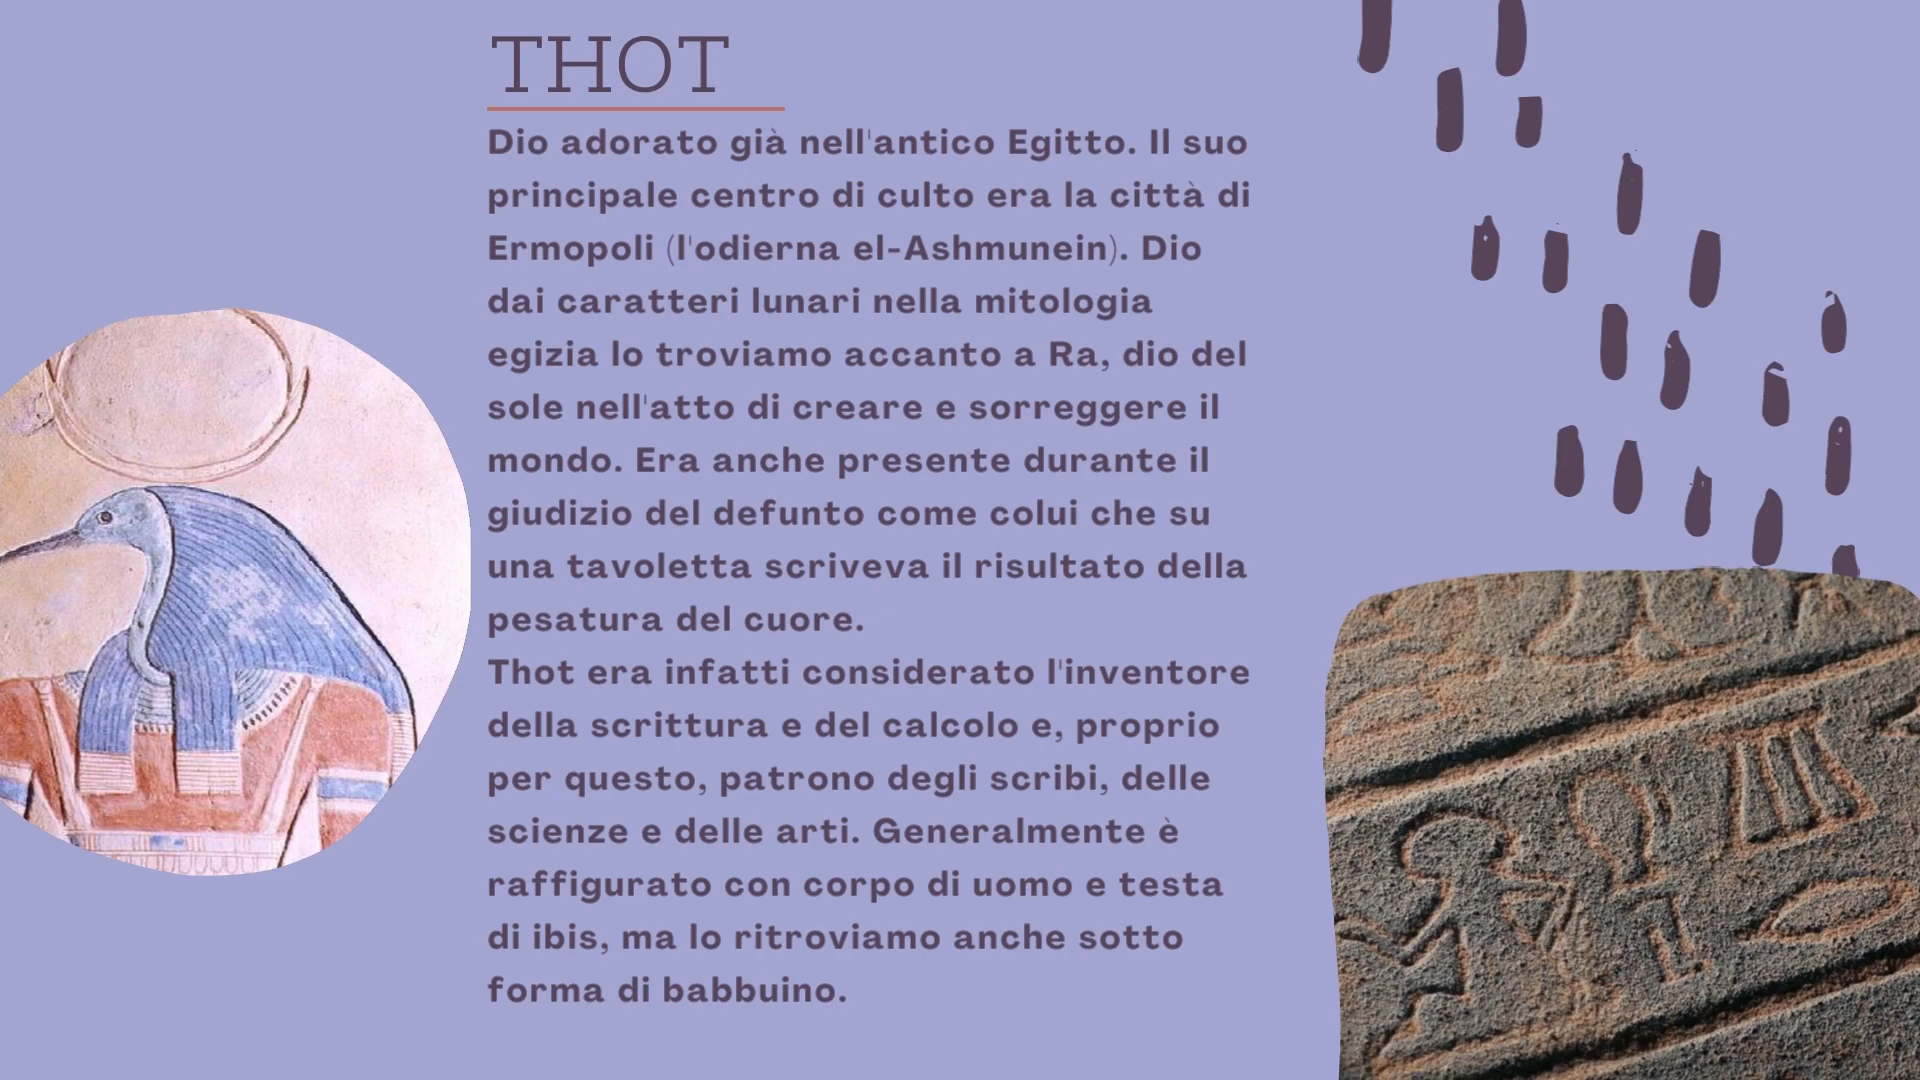 THOT
Dio adorato già nell'antico Egitto. Il suo
principale centro di culto era la città di
Ermopoli (l'odierna el-Ashmunein). Dio
dai caratteri lunari nella mitologia
egizia lo troviamo accanto a Ra, dio del
sole nell'atto di creare e sorreggere il
mondo. Era anche presente durante il
giudizio del defunto come colui che su
una tavoletta scriveva il risultato della
pesatura del cuore.
Thot era infatti considerato l'inventore
della scrittura e del calcolo e, proprio
per questo, patrono degli scribi, delle
scienze e delle arti. Generalmente è
raffigurato con corpo di uomo e testa
di ibis, ma lo ritroviamo anche sotto
forma di babbuino.